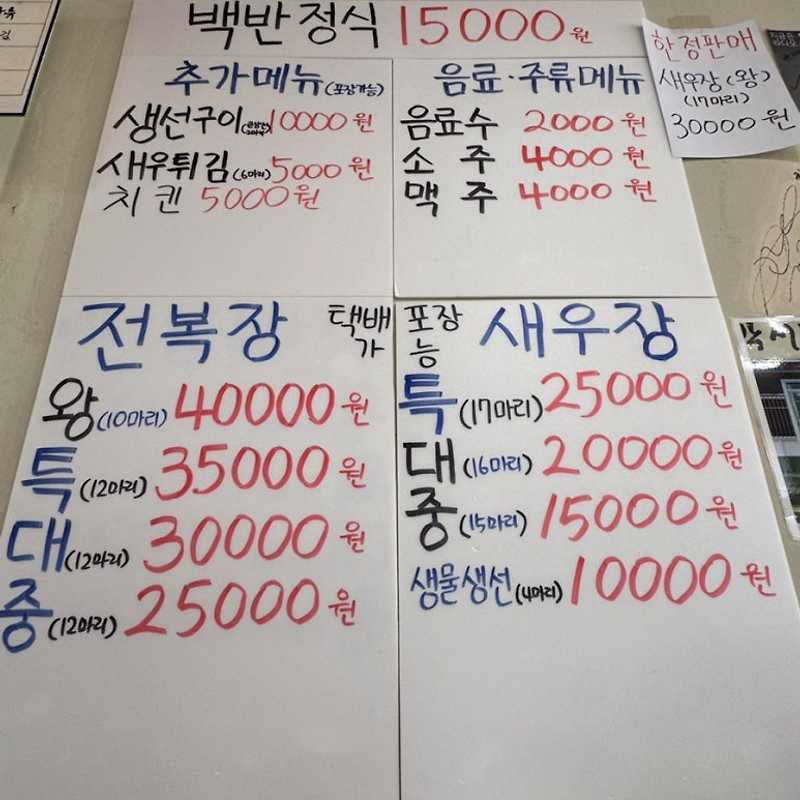 백반정식 15000원
추가메뉴 (포장가능)
생선구이 10000원
새우튀김 (6마리) 5000원
치킨 5000원
음료·주류메뉴
음료수 2000원
소주 4000원
맥주 4000원
한정판매
새우장 (왕)
(17마리)
30000원
전복장 택배
가
왕 (10마리) 40000원
특 (12마리) 35000원
대 (12마리) 30000원
중 (12마리) 25000원
포장
능
새우장
특 (17마리) 25000원
대 (16마리) 20000원
중 (15마리) 15000원
생물생선 (4마리) 10000원